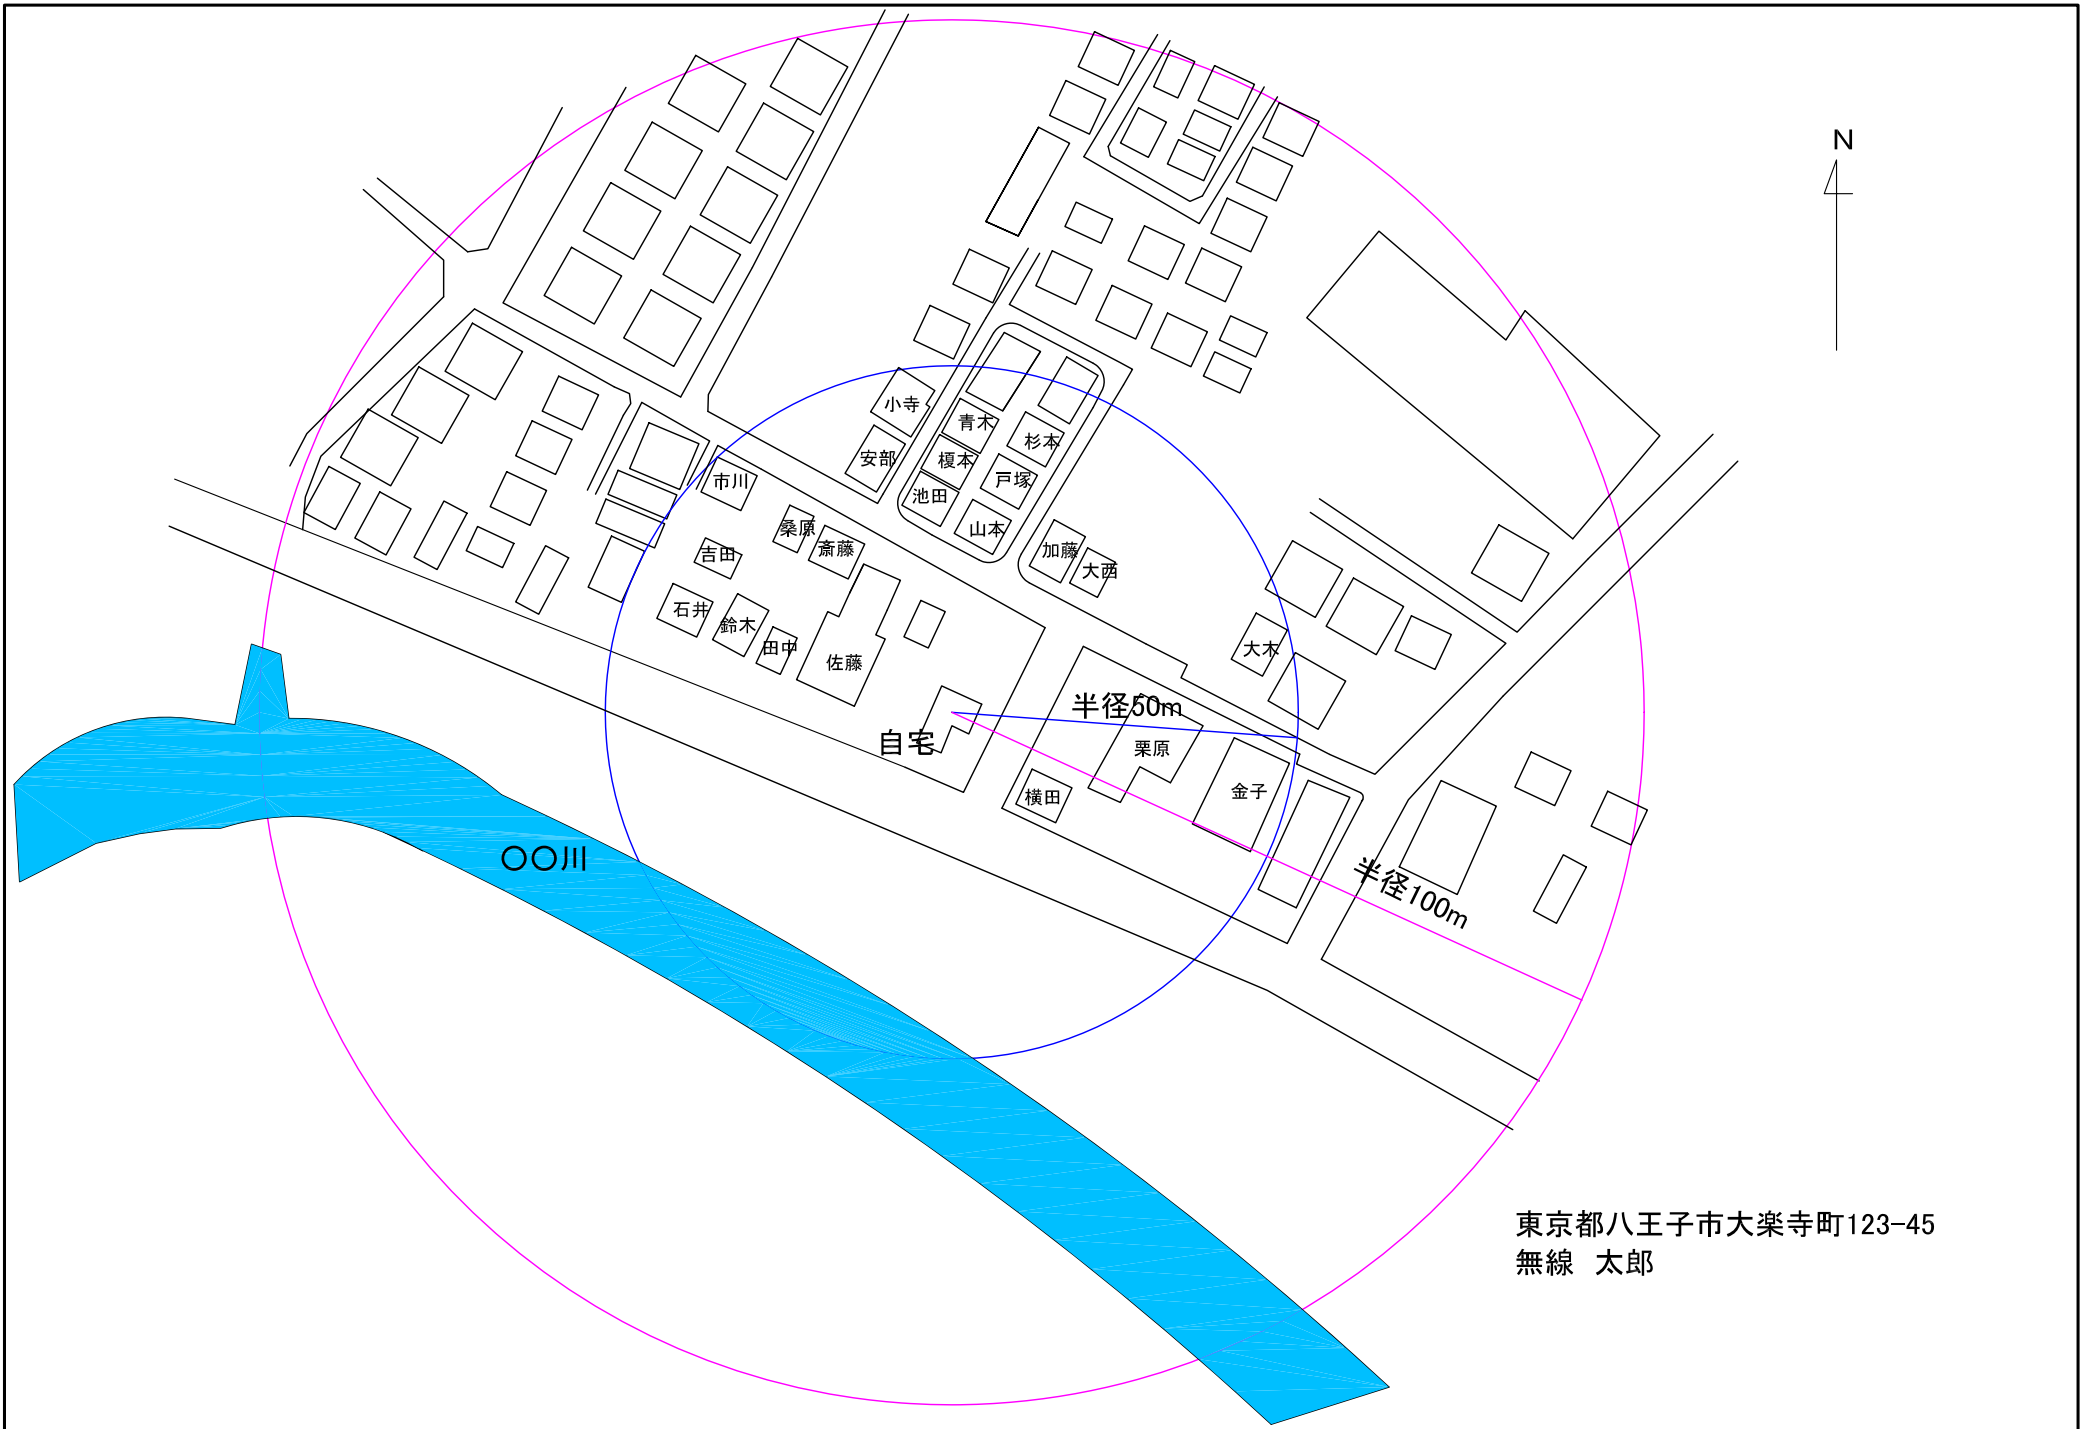 N
小寺
青木
杉本
安部
榎本
市川
戸塚
池田
桑原
山本
斎藤
加藤
吉田
大西
石井
鈴木
田中
大木
佐藤
半径50m
自宅
栗原
金子
横田
〇〇川
半径100m
東京都八王子市大楽寺町123-45
無線 太郎